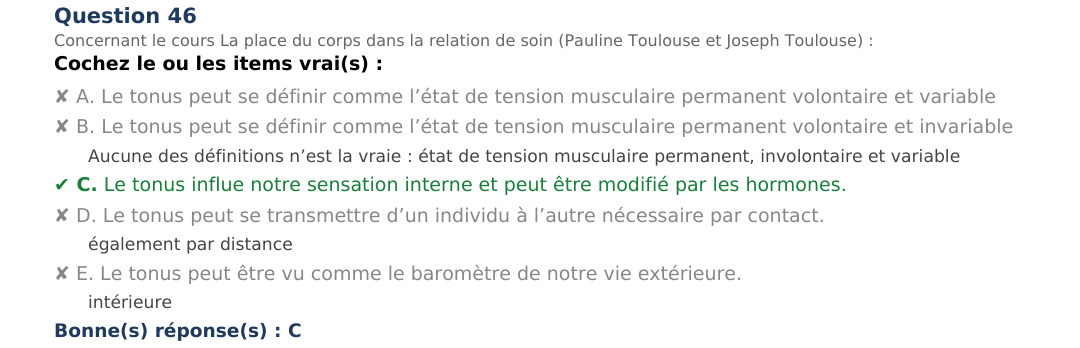 Question 46
Concernant le cours La place du corps dans la relation de soin (Pauline Toulouse et Joseph Toulouse) :
Cochez le ou les items vrai(s) :
✘ A. Le tonus peut se définir comme l’état de tension musculaire permanent volontaire et variable
✘ B. Le tonus peut se définir comme l’état de tension musculaire permanent volontaire et invariable
Aucune des définitions n’est la vraie : état de tension musculaire permanent, involontaire et variable
✔ C. Le tonus influe notre sensation interne et peut être modifié par les hormones.
✘ D. Le tonus peut se transmettre d’un individu à l’autre nécessaire par contact.
également par distance
✘ E. Le tonus peut être vu comme le baromètre de notre vie extérieure.
intérieure
Bonne(s) réponse(s) : C